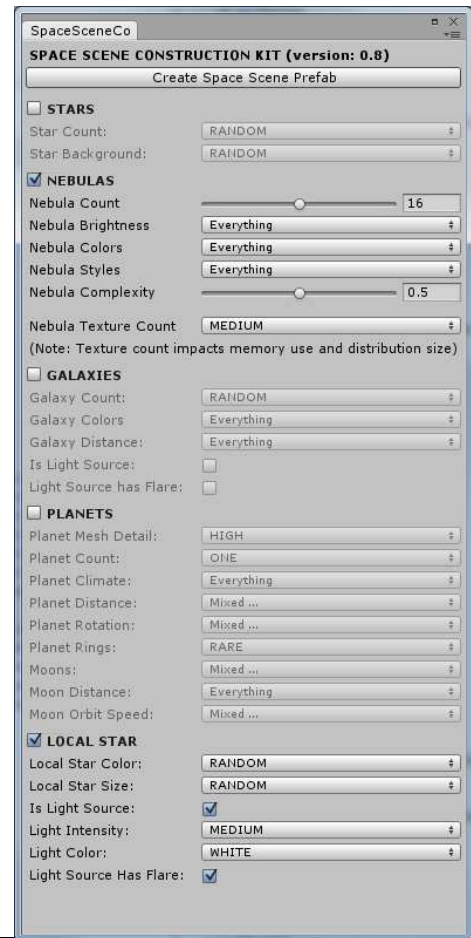 SpaceSceneCo
SPACE SCENE CONSTRUCTION KIT (version: 0.8)
Create Space Scene Prefab
STARS
Star Count: RANDOM
Star Background: RANDOM
NEBULAS
Nebula Count 16
Nebula Brightness Everything
Nebula Colors Everything
Nebula Styles Everything
Nebula Complexity 0.5
Nebula Texture Count MEDIUM
(Note: Texture count impacts memory use and distribution size)
GALAXIES
Galaxy Count: RANDOM
Galaxy Colors Everything
Galaxy Distance: Everything
Is Light Source:
Light Source has Flare:
PLANETS
Planet Mesh Detail: HIGH
Planet Count: ONE
Planet Climate: Everything
Planet Distance: Mixed ...
Planet Rotation: Mixed ...
Planet Rings: RARE
Moons: Mixed ...
Moon Distance: Everything
Moon Orbit Speed: Mixed ...
LOCAL STAR
Local Star Color: RANDOM
Local Star Size: RANDOM
Is Light Source:
Light Intensity: MEDIUM
Light Color: WHITE
Light Source Has Flare: